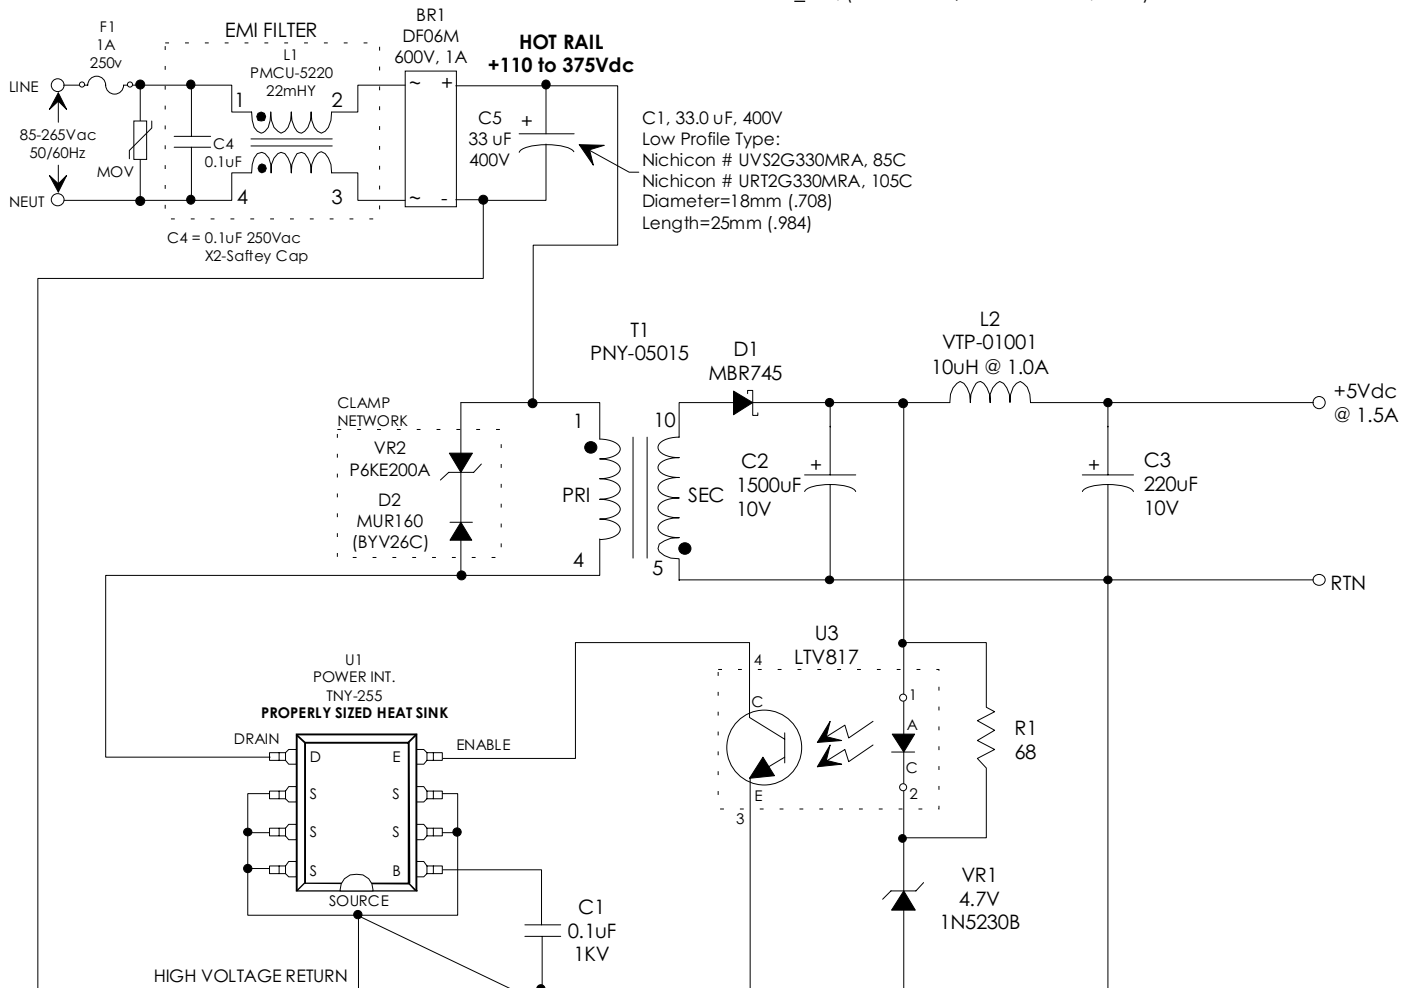 F1
1A
250v
EMI FILTER
L1
PMCU-5220
22mHY
BR1
DF06M
600V, 1A
HOT RAIL
+110 to 375Vdc
LINE
1
2
~
+
85-265Vac
50/60Hz
MOV
C4
0.1uF
C5
33 uF
400V
+
C1, 33.0 uF, 400V
Low Profile Type:
Nichicon # UVS2G330MRA, 85C
Nichicon # URT2G330MRA, 105C
Diameter=18mm (.708)
Length=25mm (.984)
NEUT
4
3
~
-
C4 = 0.1uF 250Vac
X2-Saftey Cap
T1
PNY-05015
D1
MBR745
L2
VTP-01001
10uH @ 1.0A
+5Vdc
@ 1.5A
CLAMP
NETWORK
VR2
P6KE200A
D2
MUR160
(BYV26C)
1
10
PRI
SEC
4
5
C2
1500uF
10V
+
C3
220uF
10V
+
RTN
U1
POWER INT.
TNY-255
PROPERLY SIZED HEAT SINK
DRAIN
ENABLE
D
E
S
S
S
S
S
B
SOURCE
U3
LTV817
4
C
E
3
1
A
C
2
R1
68
VR1
4.7V
1N5230B
C1
0.1uF
1KV
HIGH VOLTAGE RETURN